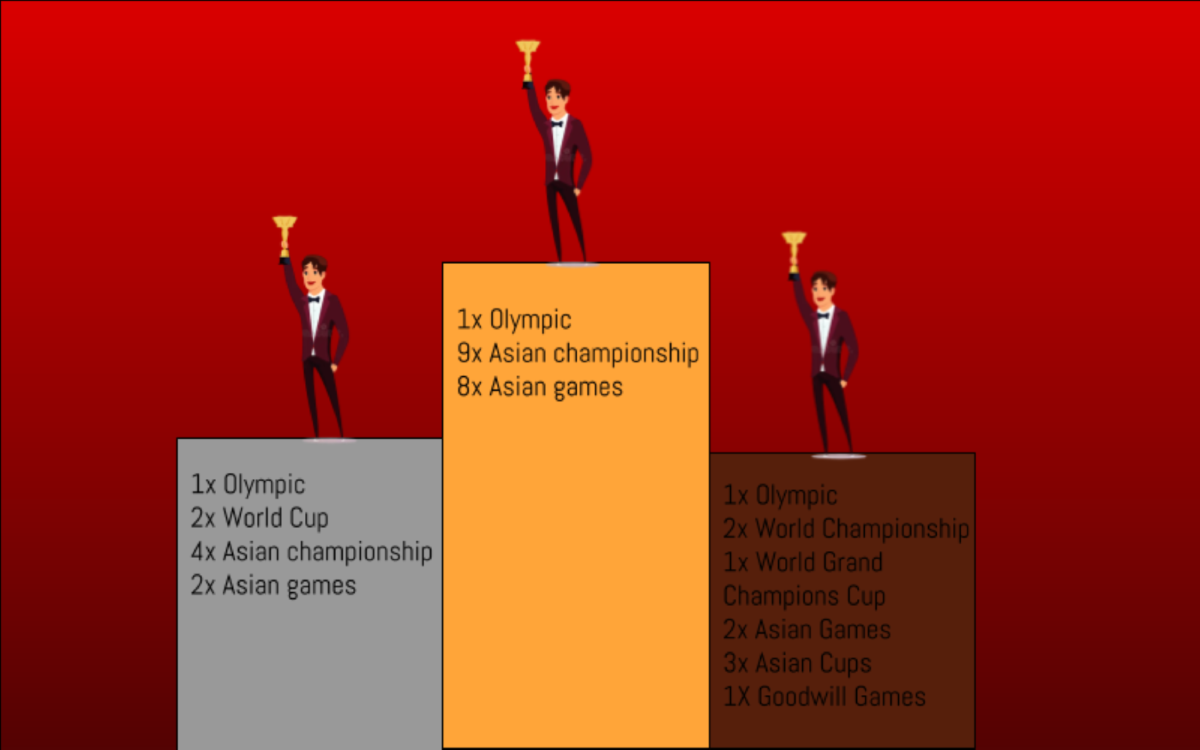 1x Olympic
9x Asian championship
8x Asian games
1x Olympic
2x World Cup
4x Asian championship
2x Asian games
1x Olympic
2x World Championship
1x World Grand
Champions Cup
2x Asian Games
3x Asian Cups
1X Goodwill Games